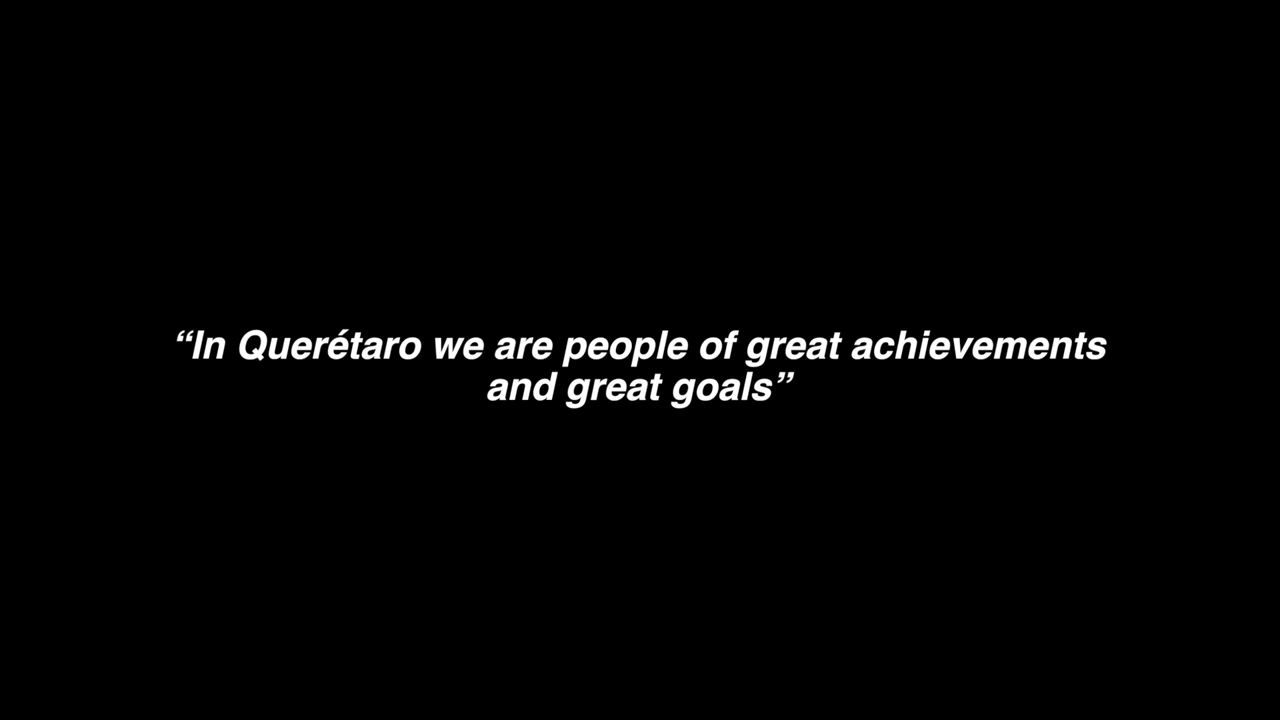 “In Querétaro we are people of great achievements
and great goals”